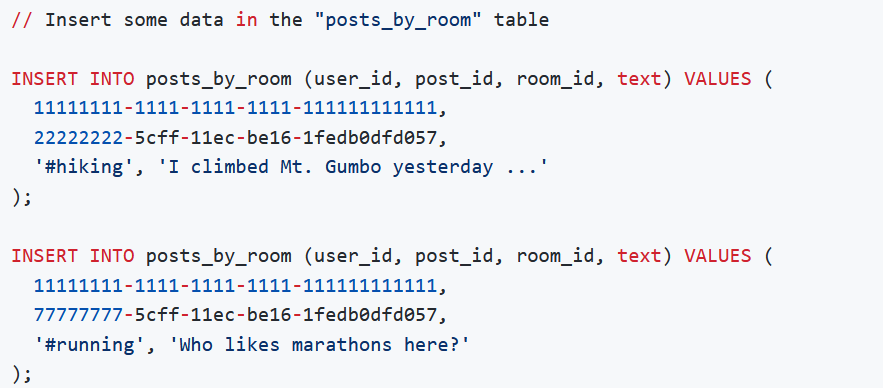 // Insert some data in the "posts_by_room" table
INSERT INTO posts_by_room (user_id, post_id, room_id, text) VALUES (
11111111-1111-1111-1111-111111111111,
22222222-5cff-11ec-be16-1fedb0dfd057,
'#hiking', 'I climbed Mt. Gumbo yesterday ...'
);
INSERT INTO posts_by_room (user_id, post_id, room_id, text) VALUES (
11111111-1111-1111-1111-111111111111,
77777777-5cff-11ec-be16-1fedb0dfd057,
'#running', 'Who likes marathons here?'
);